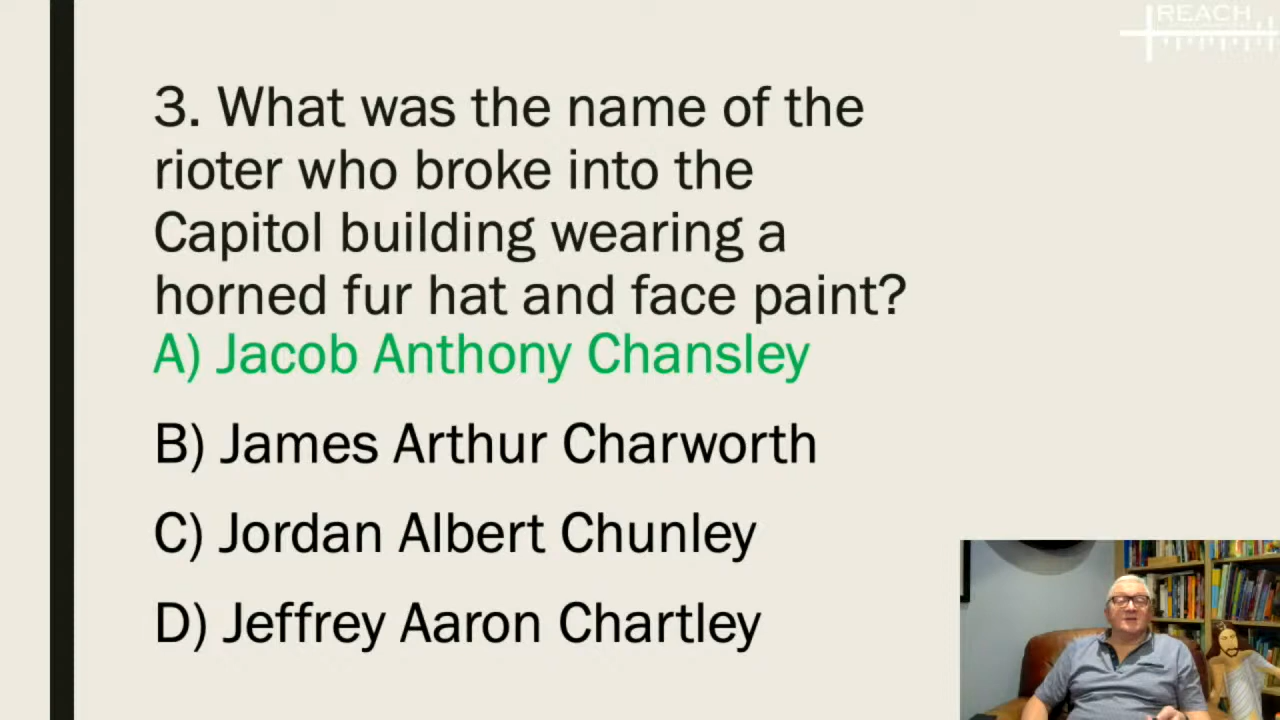 REACH
3. What was the name of the
rioter who broke into the
Capitol building wearing a
horned fur hat and face paint?
A) Jacob Anthony Chansley
B) James Arthur Charworth
C) Jordan Albert Chunley
D) Jeffrey Aaron Chartley